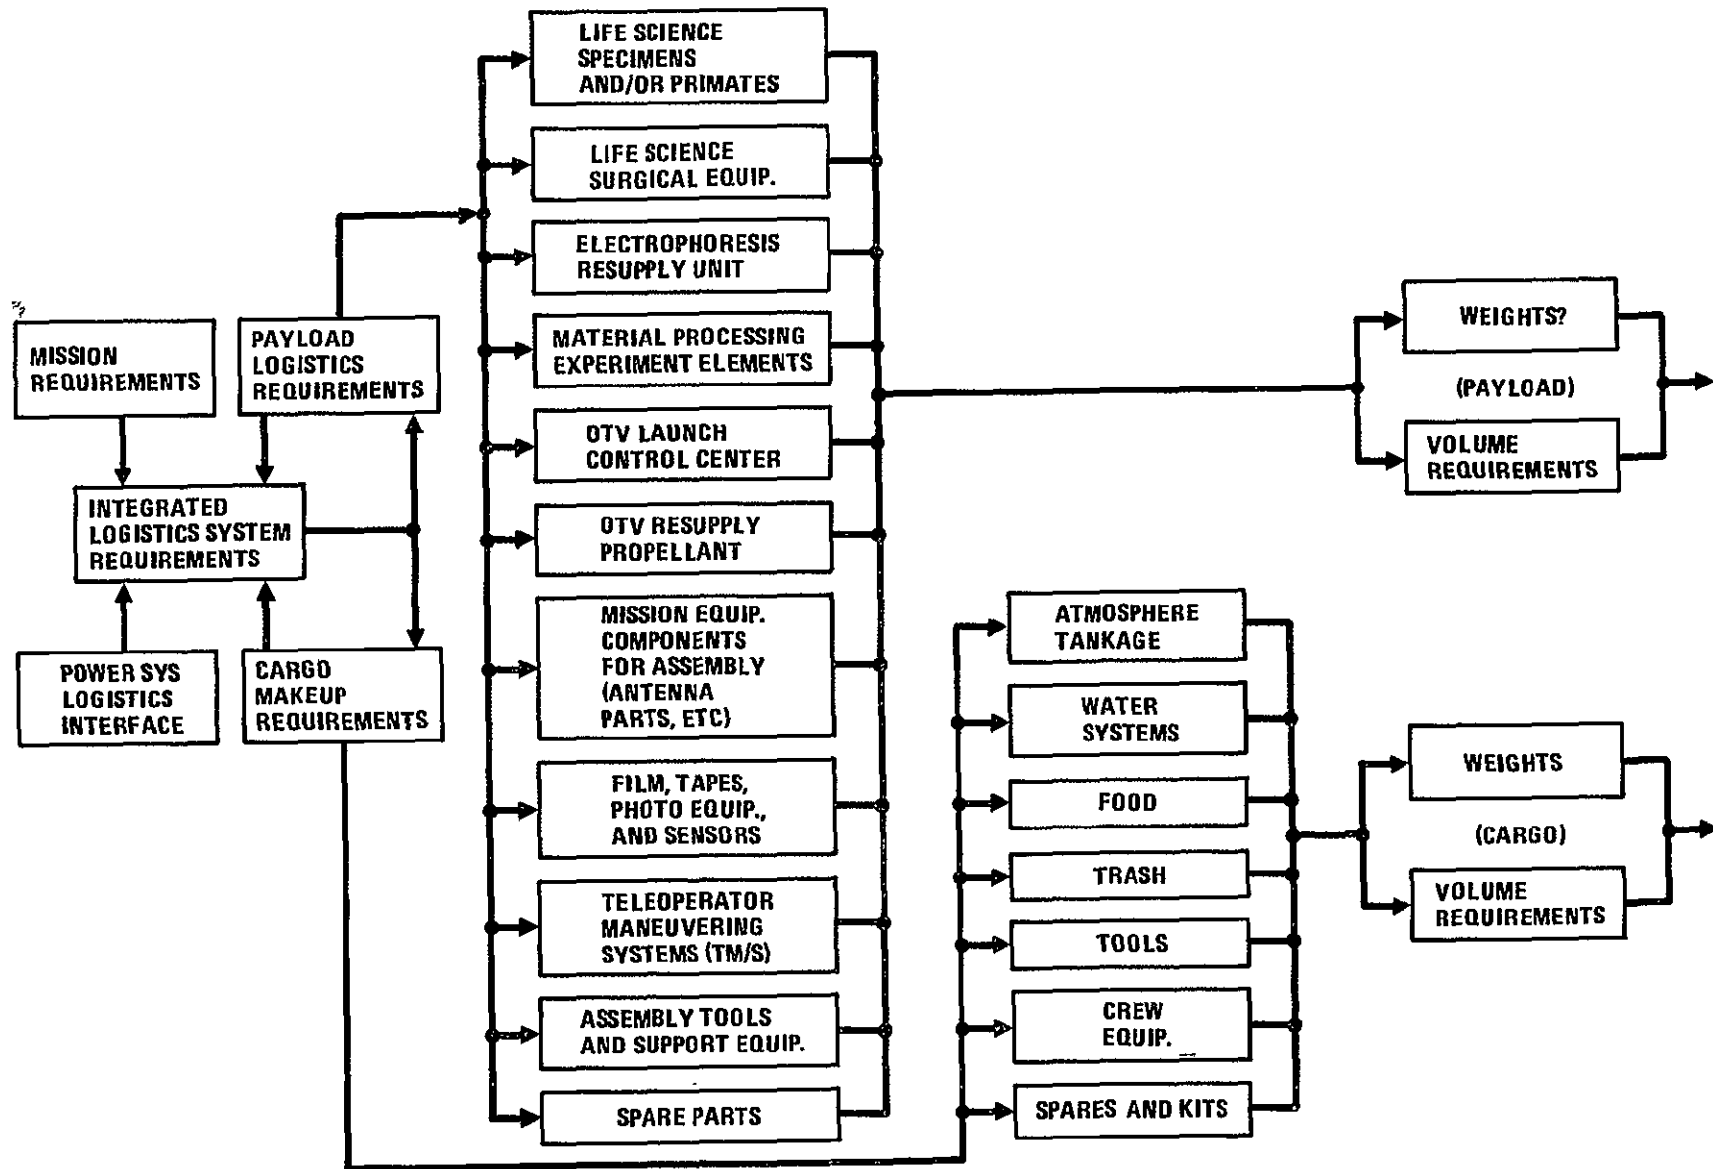 MISSION
REQUIREMENTS
PAYLOAD
LOGISTICS
REQUIREMENTS
INTEGRATED
LOGISTICS SYSTEM
REQUIREMENTS
POWER SYS
LOGISTICS
INTERFACE
CARGO
MAKEUP
REQUIREMENTS
LIFE SCIENCE
SPECIMENS
AND/OR PRIMATES
LIFE SCIENCE
SURGICAL EQUIP.
ELECTROPHORESIS
RESUPPLY UNIT
MATERIAL PROCESSING
EXPERIMENT ELEMENTS
OTV LAUNCH
CONTROL CENTER
OTV RESUPPLY
PROPELLANT
MISSION EQUIP.
COMPONENTS
FOR ASSEMBLY
(ANTENNA
PARTS, ETC)
FILM, TAPES,
PHOTO EQUIP.,
AND SENSORS
TELEOPERATOR
MANEUVERING
SYSTEMS (TM/S)
ASSEMBLY TOOLS
AND SUPPORT EQUIP.
SPARE PARTS
ATMOSPHERE
TANKAGE
WATER
SYSTEMS
FOOD
TRASH
TOOLS
CREW
EQUIP.
SPARES AND KITS
WEIGHTS?
(PAYLOAD)
VOLUME
REQUIREMENTS
WEIGHTS
(CARGO)
VOLUME
REQUIREMENTS